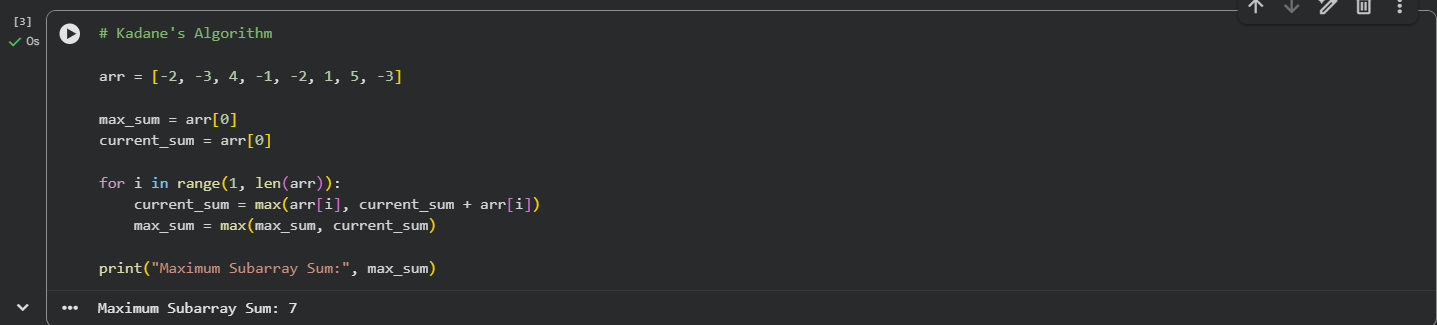 [3]
0s
# Kadane's Algorithm
arr = [-2, -3, 4, -1, -2, 1, 5, -3]
max_sum = arr[0]
current_sum = arr[0]
for i in range(1, len(arr)):
    current_sum = max(arr[i], current_sum + arr[i])
    max_sum = max(max_sum, current_sum)
print("Maximum Subarray Sum:", max_sum)
Maximum Subarray Sum: 7